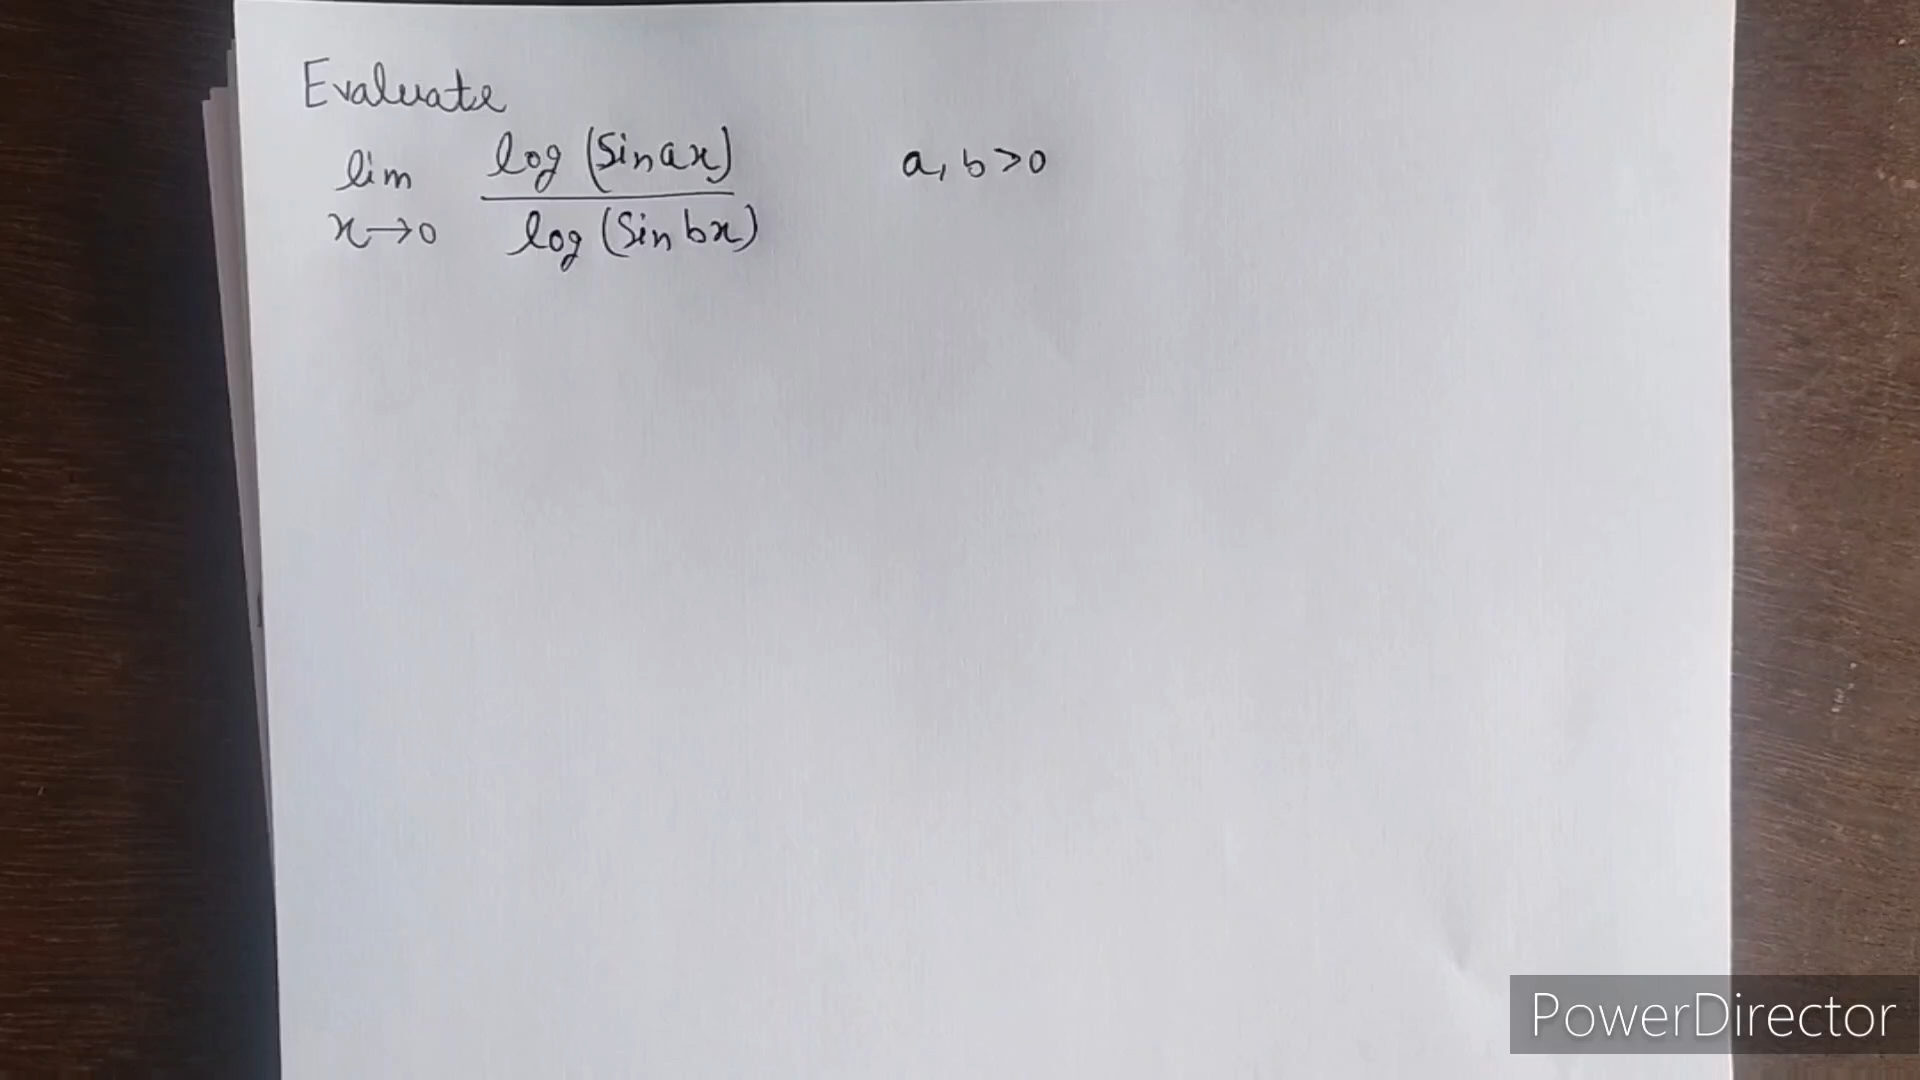 Evaluate
lim log (Sin ax) a, b > 0
x→0 log (Sin bx)
PowerDirector